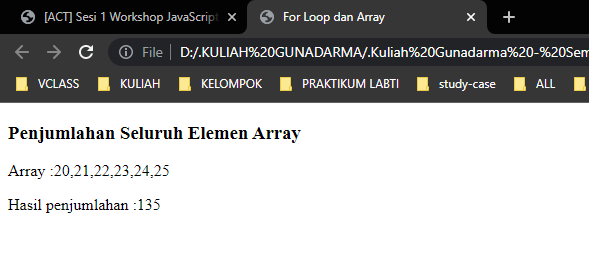 [ACT] Sesi 1 Workshop JavaScript
For Loop dan Array
File
D:/.KULIAH%20GUNADARMA/.Kuliah%20Gunadarma%20-%20Sem
VCLASS
KULIAH
KELOMPOK
PRAKTIKUM LABTI
study-case
ALL
Penjumlahan Seluruh Elemen Array
Array :20,21,22,23,24,25
Hasil penjumlahan :135